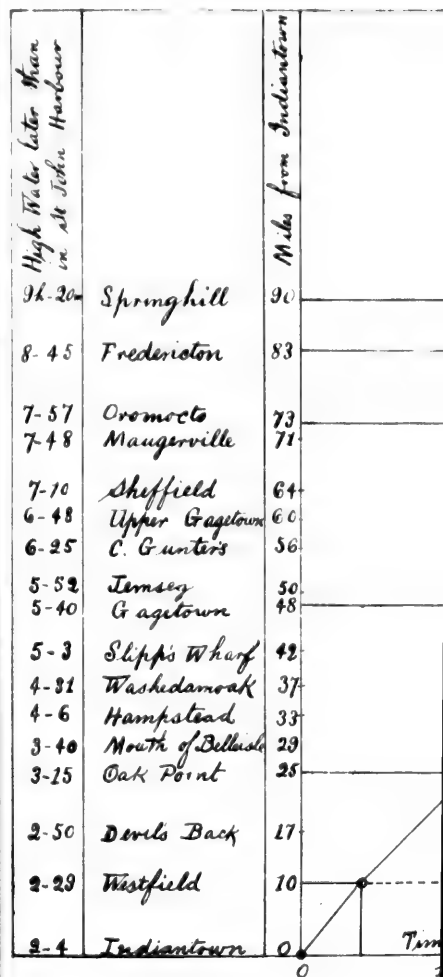 High Water later than
in St John Harbour
Miles from Indiantown
9h-20m Springhill 90
8-45 Fredericton 83
7-57 Oromocto 73
7-48 Maugerville 71
7-10 Sheffield 64
6-48 Upper Gagetown 60
6-25 C. Gunter's 56
5-52 Jemseg 50
5-40 Gagetown 48
5-3 Slipp's Wharf 42
4-31 Washedamoak 37
4-6 Hampstead 33
3-40 Mouth of Belleisle 29
3-15 Oak Point 25
2-50 Devil's Back 17
2-29 Westfield 10
2-4 Indiantown 0
Tim
0